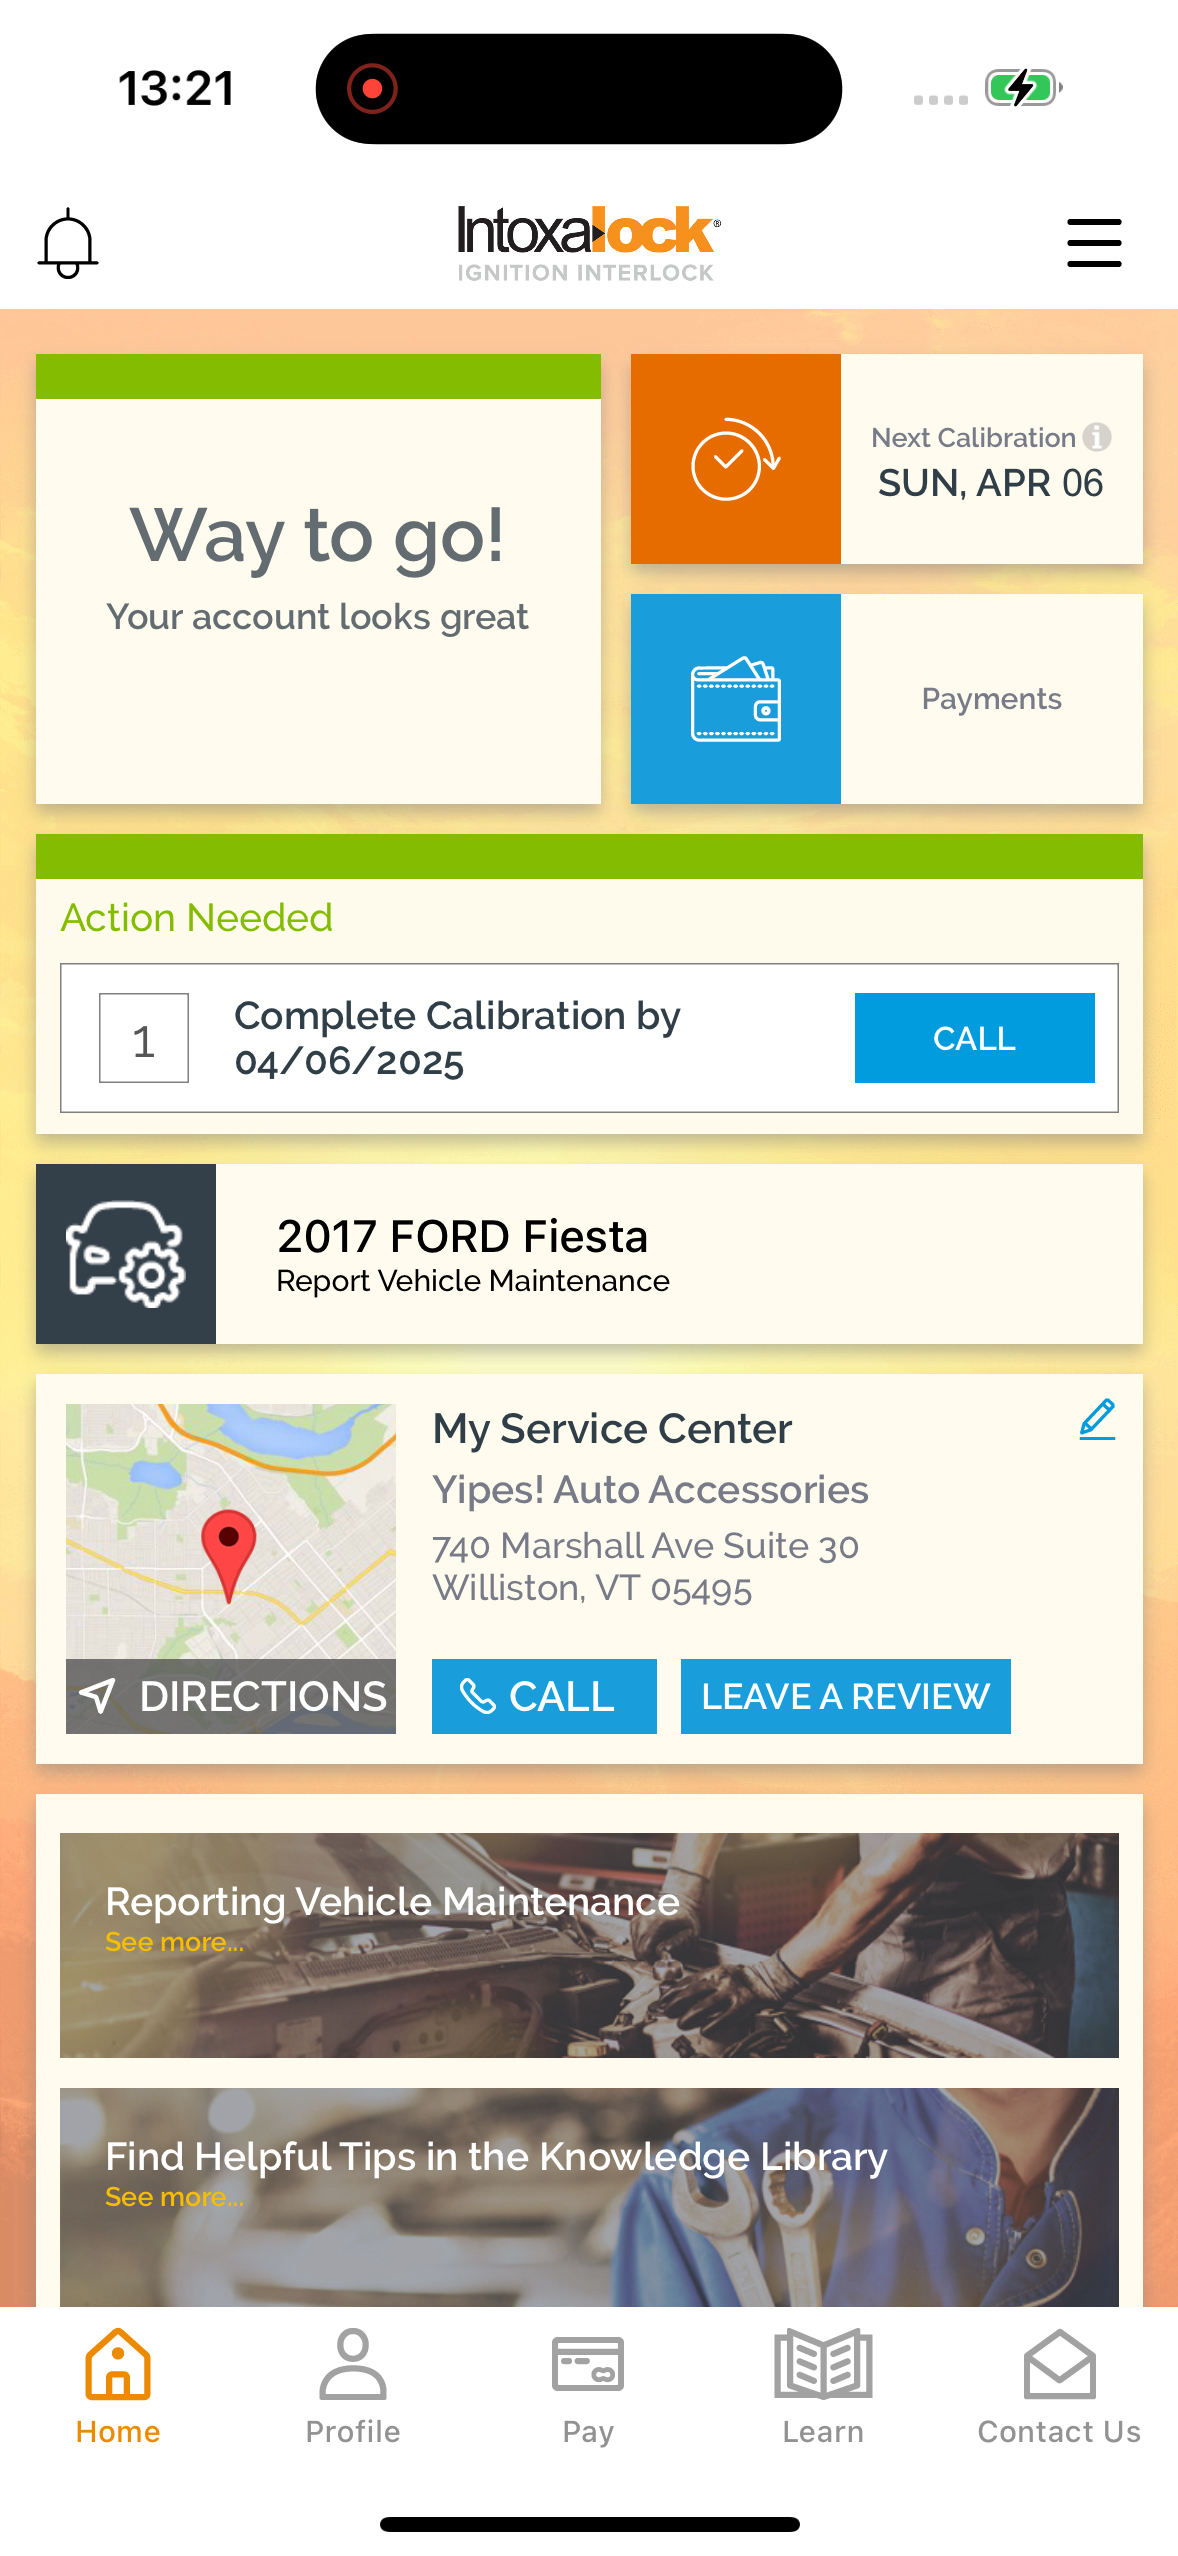 13:21
Intoxalock®
IGNITION INTERLOCK
Way to go!
Your account looks great
Next Calibration
SUN, APR 06
Payments
Action Needed
1
Complete Calibration by
04/06/2025
CALL
2017 FORD Fiesta
Report Vehicle Maintenance
My Service Center
Yipes! Auto Accessories
740 Marshall Ave Suite 30
Williston, VT 05495
DIRECTIONS
CALL
LEAVE A REVIEW
Reporting Vehicle Maintenance
See more...
Find Helpful Tips in the Knowledge Library
See more...
Home
Profile
Pay
Learn
Contact Us